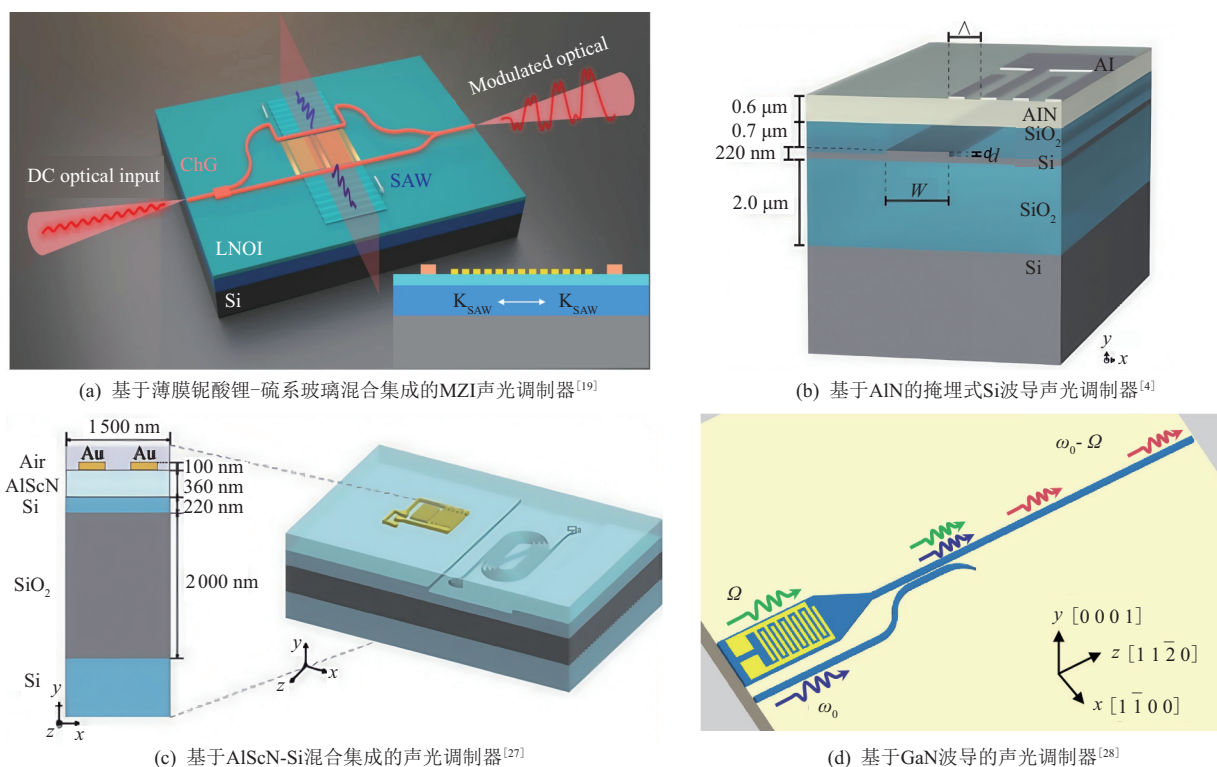 Modulated optical
ChG
DC optical input
SAW
LNOI
Si
K_SAW
K_SAW
(a) 基于薄膜铌酸锂-硫系玻璃混合集成的MZI声光调制器[19]
Λ
Al
0.6 μm
AlN
0.7 μm
SiO₂
220 nm
Si
d
W
2.0 μm
SiO₂
Si
y
x
(b) 基于AlN的掩埋式Si波导声光调制器[4]
1 500 nm
Au Au
Air
100 nm
AlScN
360 nm
Si
220 nm
SiO₂
2 000 nm
Si
y
z x
y
x
z
(c) 基于AlScN-Si混合集成的声光调制器[27]
ω₀- Ω
Ω
ω₀
y [0 0 0 1]
z [1 1 2̄ 0]
x [1 1̄ 0 0]
(d) 基于GaN波导的声光调制器[28]